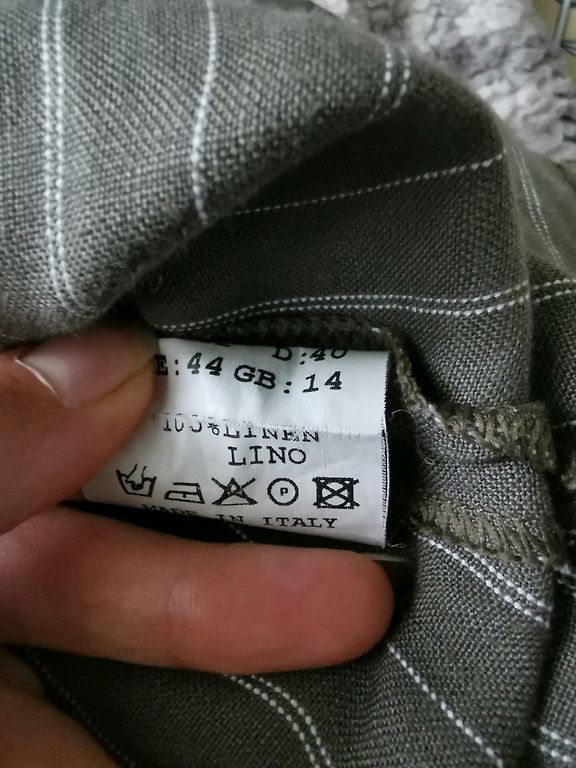 D:40
E:44 GB:14
100%LINEN
LINO
P
MADE IN ITALY